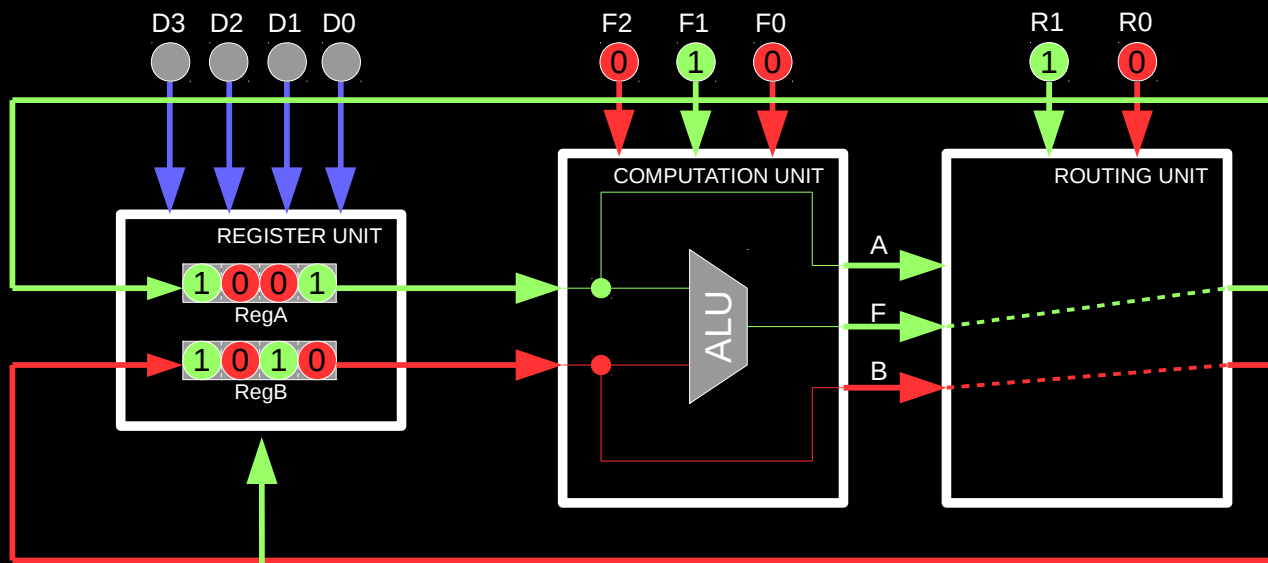 D3 D2 D1 D0 F2 F1 F0 R1 R0
0 1 0 1 0
COMPUTATION UNIT ROUTING UNIT
REGISTER UNIT
A
1 0 0 1
RegA
F
ALU
1 0 1 0
B
RegB